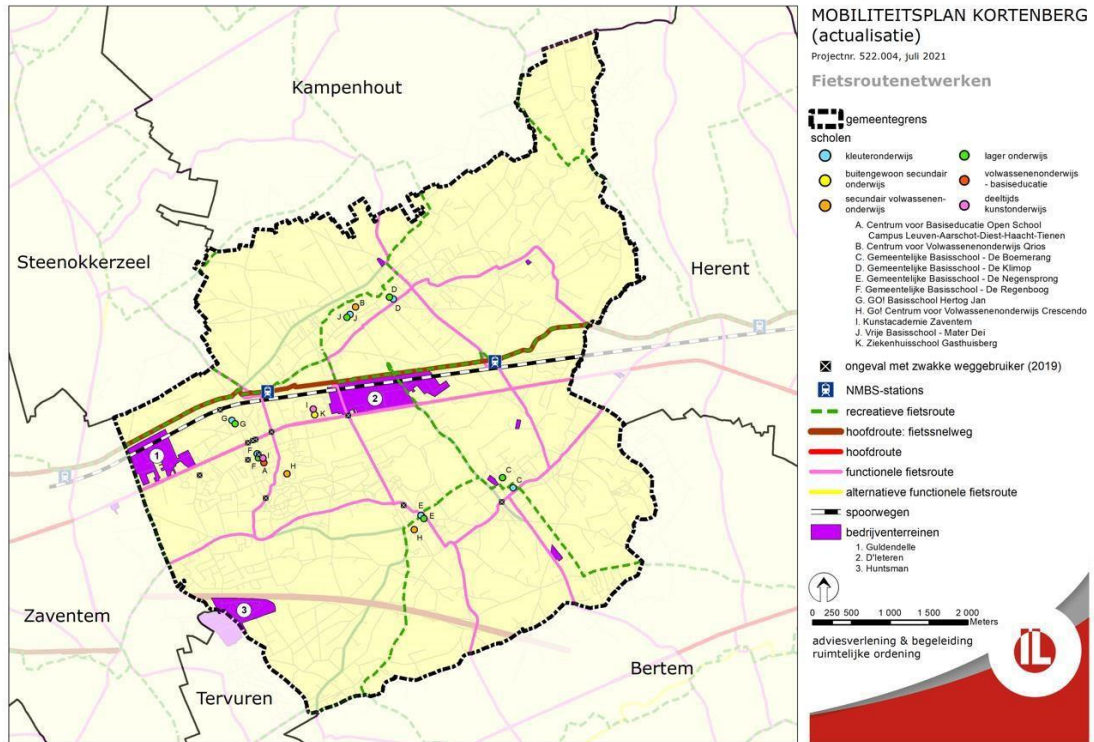 Kampenhout
Steenokkerzeel
Herent
Zaventem
Tervuren
Bertem
B
D
D
J
J
I
K
G
G
F
F
I
A
H
C
C
E
E
H
1
2
3
MOBILITEITSPLAN KORTENBERG
(actualisatie)
Projectnr. 522.004, juli 2021
Fietsroutenetwerken
gemeentegrens
scholen
kleuteronderwijs
lager onderwijs
buitengewoon secundair
onderwijs
volwassenenonderwijs
- basiseducatie
secundair volwassenen-
onderwijs
deeltijds
kunstonderwijs
A. Centrum voor Basiseducatie Open School
Campus Leuven-Aarschot-Diest-Haacht-Tienen
B. Centrum voor Volwassenenonderwijs Qrios
C. Gemeentelijke Basisschool - De Boemerang
D. Gemeentelijke Basisschool - De Klimop
E. Gemeentelijke Basisschool - De Negensprong
F. Gemeentelijke Basisschool - De Regenboog
G. GO! Basisschool Hertog Jan
H. Go! Centrum voor Volwassenenonderwijs Crescendo
I. Kunstacademie Zaventem
J. Vrije Basisschool - Mater Dei
K. Ziekenhuisschool Gasthuisberg
ongeval met zwakke weggebruiker (2019)
NMBS-stations
recreatieve fietsroute
hoofdroute: fietssnelweg
hoofdroute
functionele fietsroute
alternatieve functionele fietsroute
spoorwegen
bedrijventerreinen
1. Guldendelle
2. D'Ieteren
3. Huntsman
0 250 500 1 000 1 500 2 000
Meters
adviesverlening & begeleiding
ruimtelijke ordening
IL